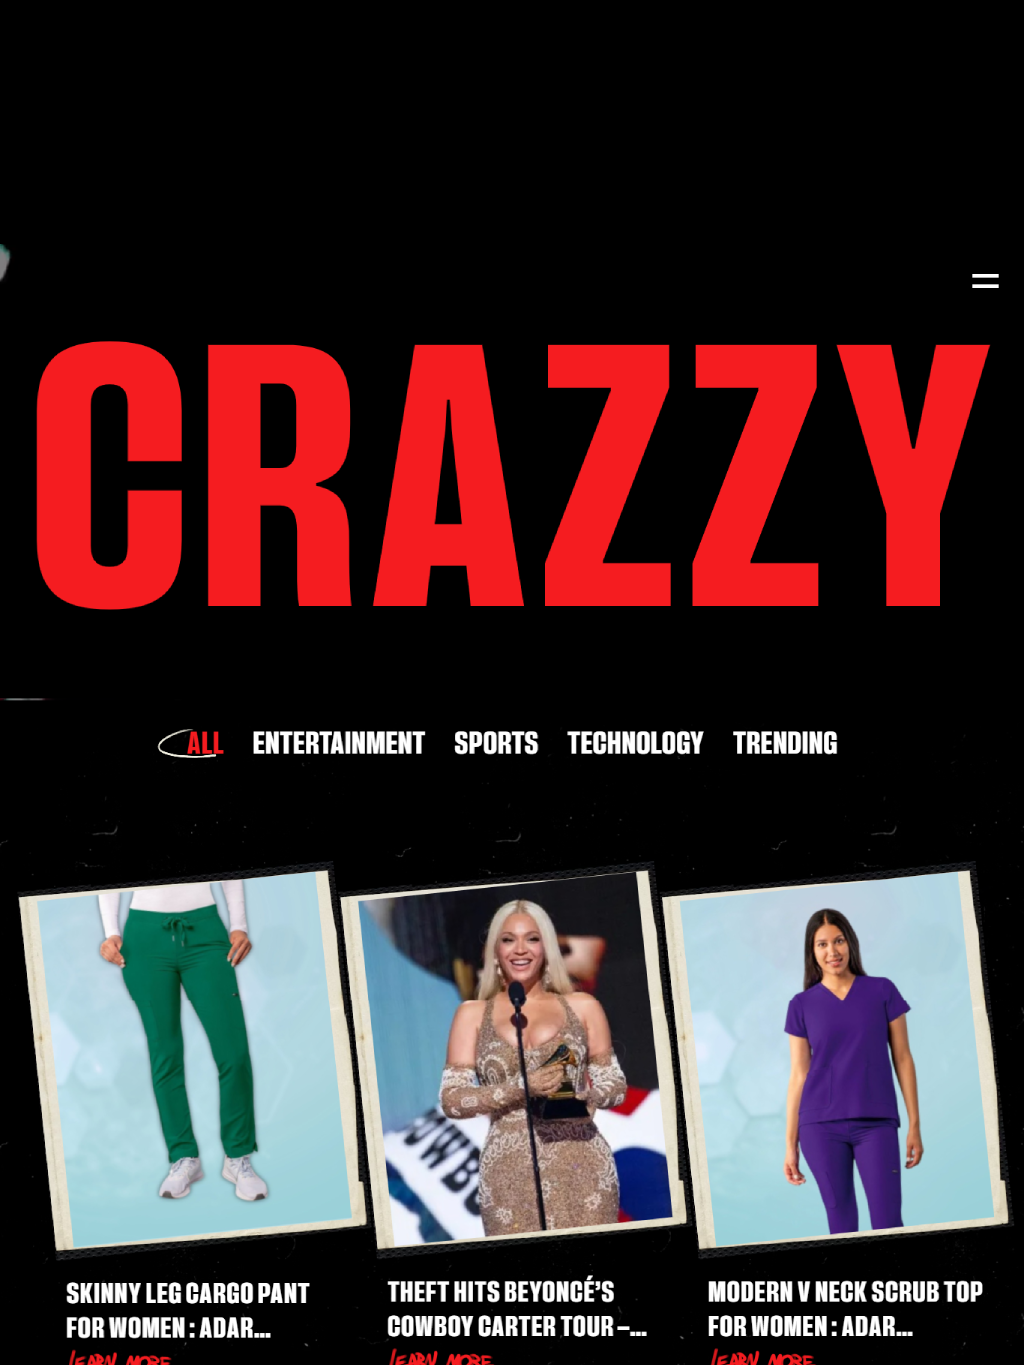 CRAZZY
ALL ENTERTAINMENT SPORTS TECHNOLOGY TRENDING
COWBO
SKINNY LEG CARGO PANT
FOR WOMEN : ADAR...
LEARN MORE
THEFT HITS BEYONCÉ'S
COWBOY CARTER TOUR –...
LEARN MORE
MODERN V NECK SCRUB TOP
FOR WOMEN : ADAR...
LEARN MORE